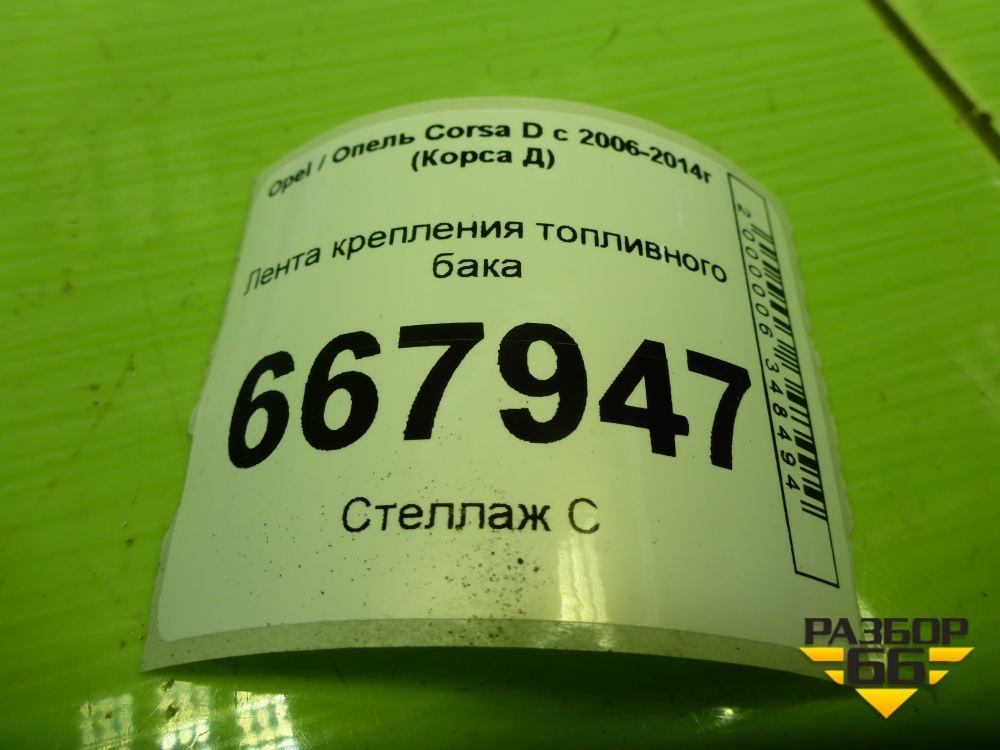 Opel / Опель Corsa D с 2006-2014г
(Корса Д)
Лента крепления топливного
бака
667947
Стеллаж С
2000006348494
РАЗБОР
66